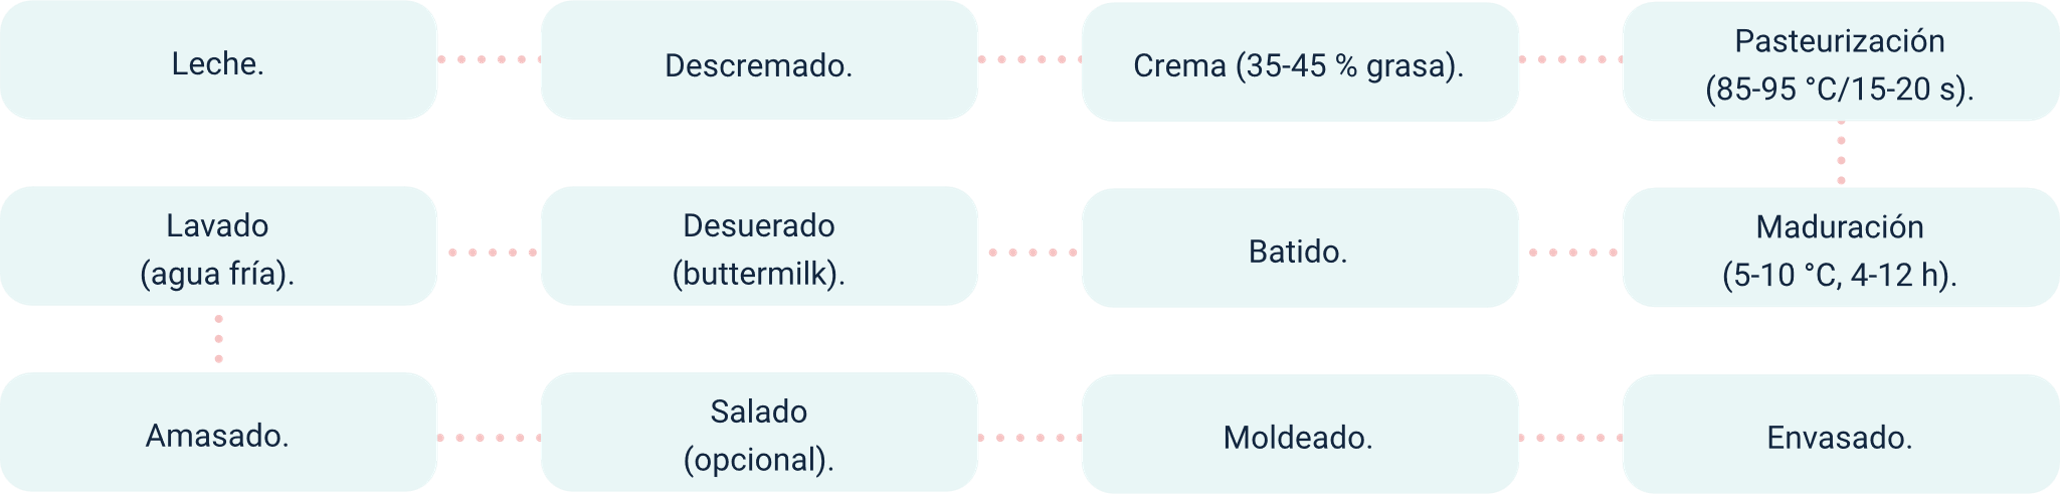 Leche.
Descremado.
Crema (35-45 % grasa).
Pasteurización
(85-95 °C/15-20 s).
Maduración
(5-10 °C, 4-12 h).
Batido.
Desuerado
(buttermilk).
Lavado
(agua fría).
Amasado.
Salado
(opcional).
Moldeado.
Envasado.